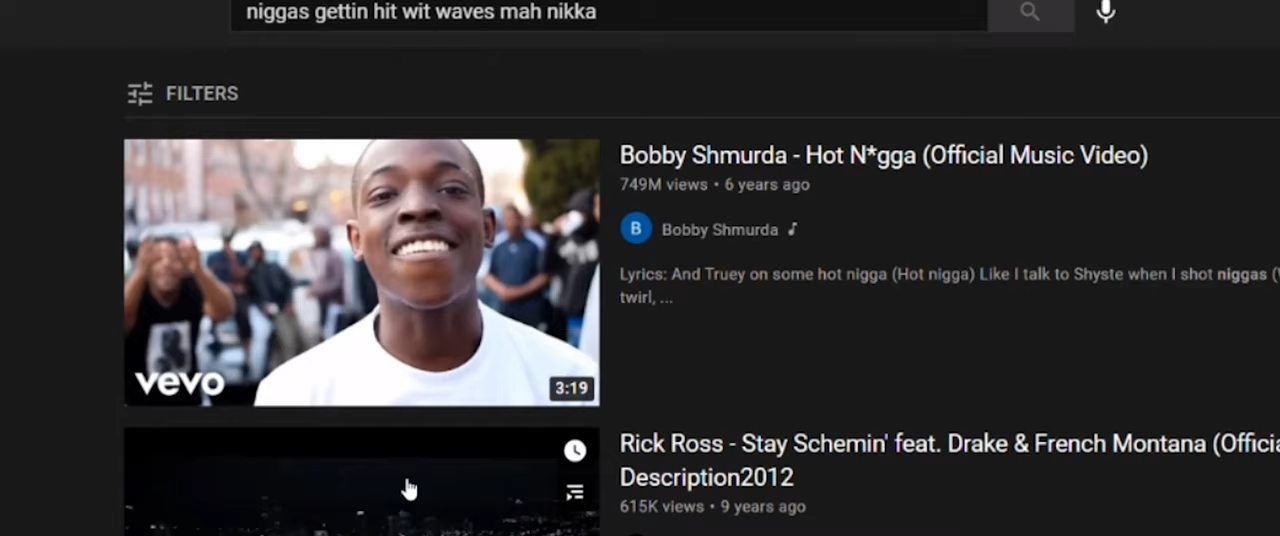 niggas gettin hit wit waves mah nikka
FILTERS
Bobby Shmurda - Hot N*gga (Official Music Video)
749M views • 6 years ago
B Bobby Shmurda ♪
Lyrics: And Truey on some hot nigga (Hot nigga) Like I talk to Shyste when I shot niggas (
twirl, ...
vevo
3:19
Rick Ross - Stay Schemin' feat. Drake & French Montana (Officia
Description2012
615K views • 9 years ago